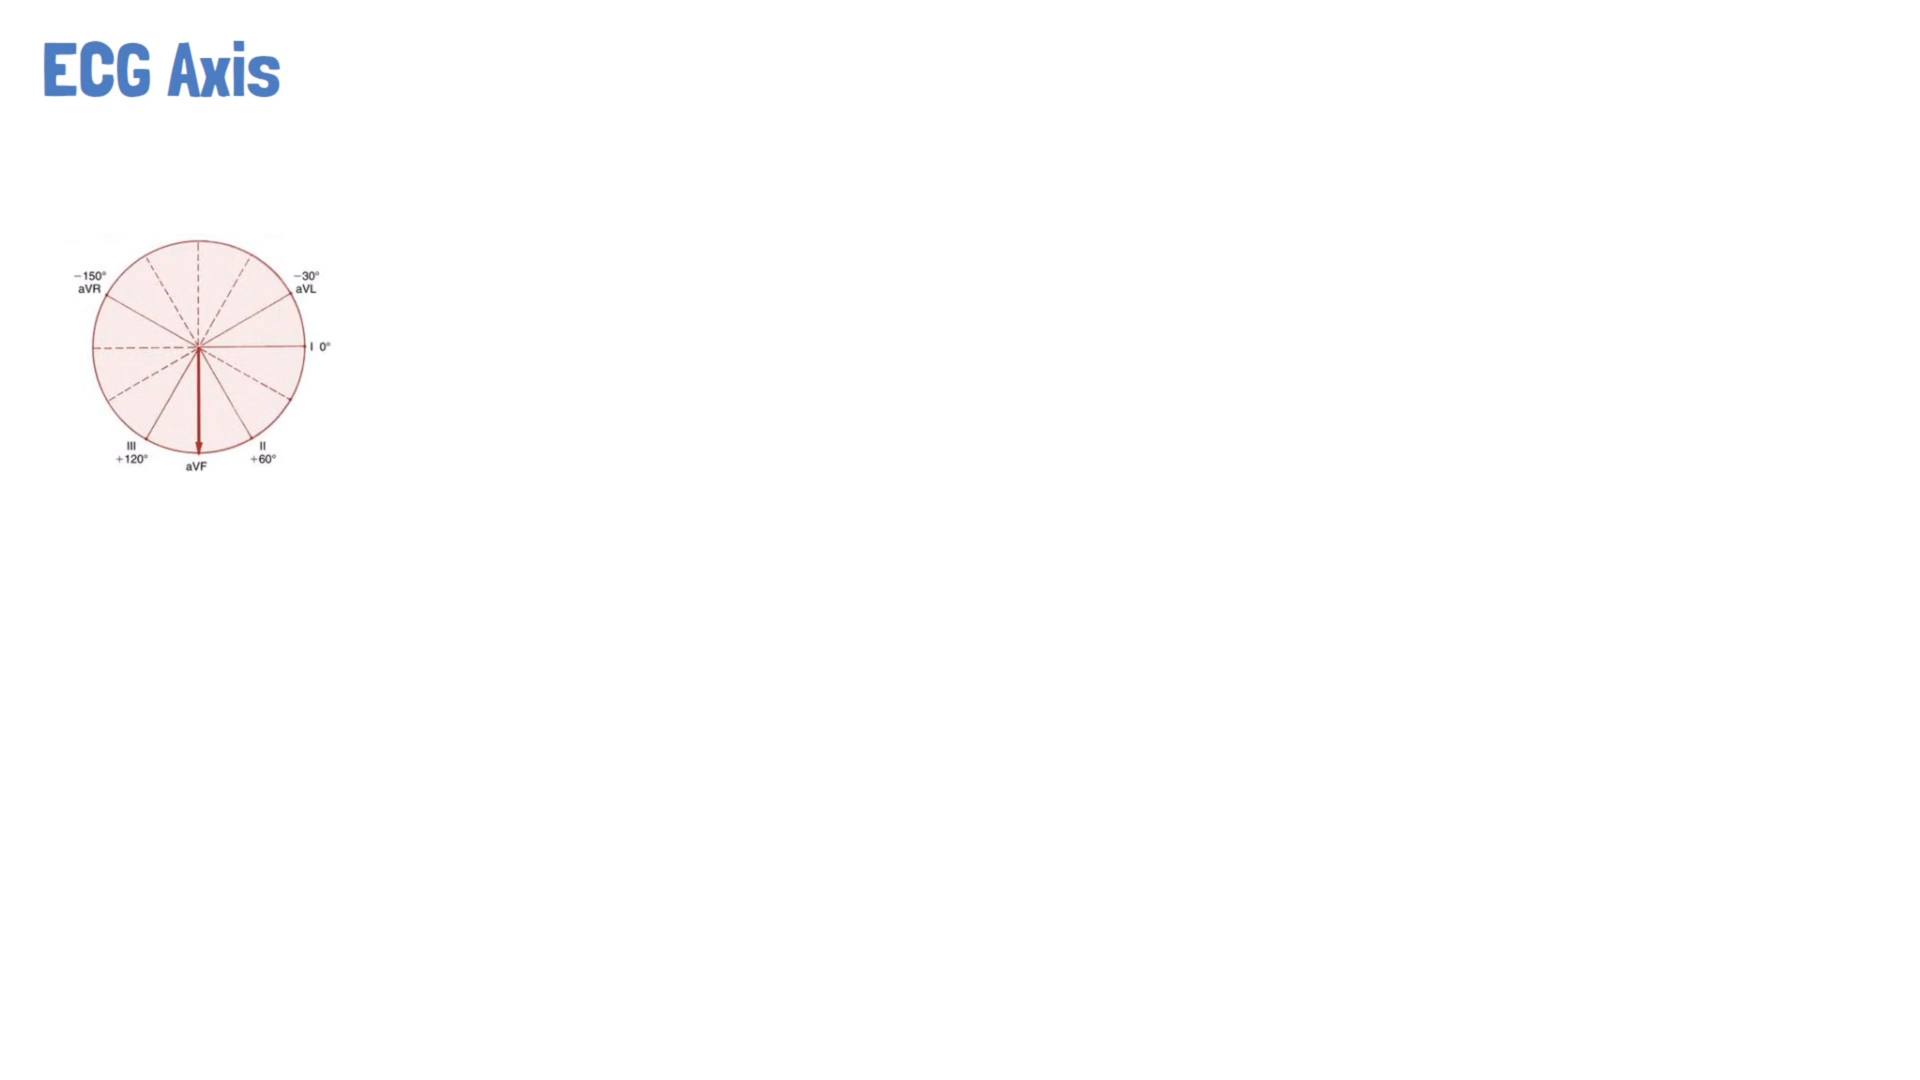 ECG Axis
−150°
aVR
−30°
aVL
I 0°
III
+120°
aVF
II
+60°